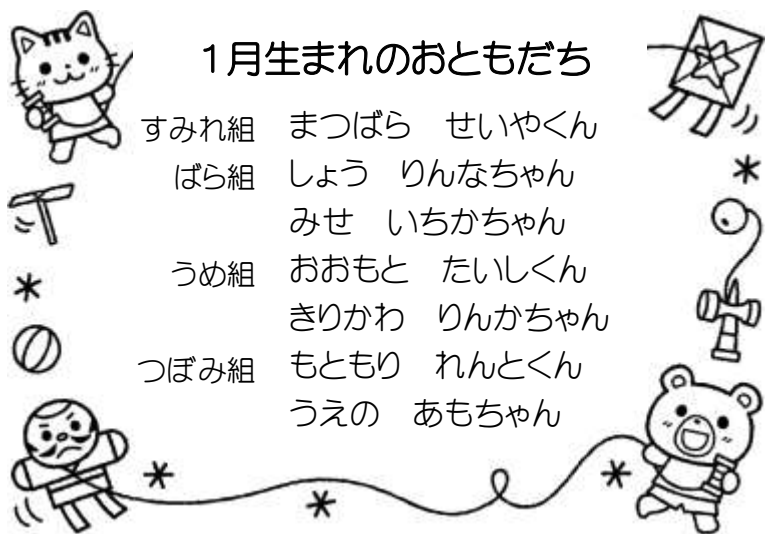 1月生まれのおともだち
すみれ組　まつばら　せいやくん
ばら組　しょう　りんなちゃん
みせ　いちかちゃん
うめ組　おおもと　たいしくん
きりかわ　りんかちゃん
つぼみ組　もともり　れんとくん
うえの　あもちゃん